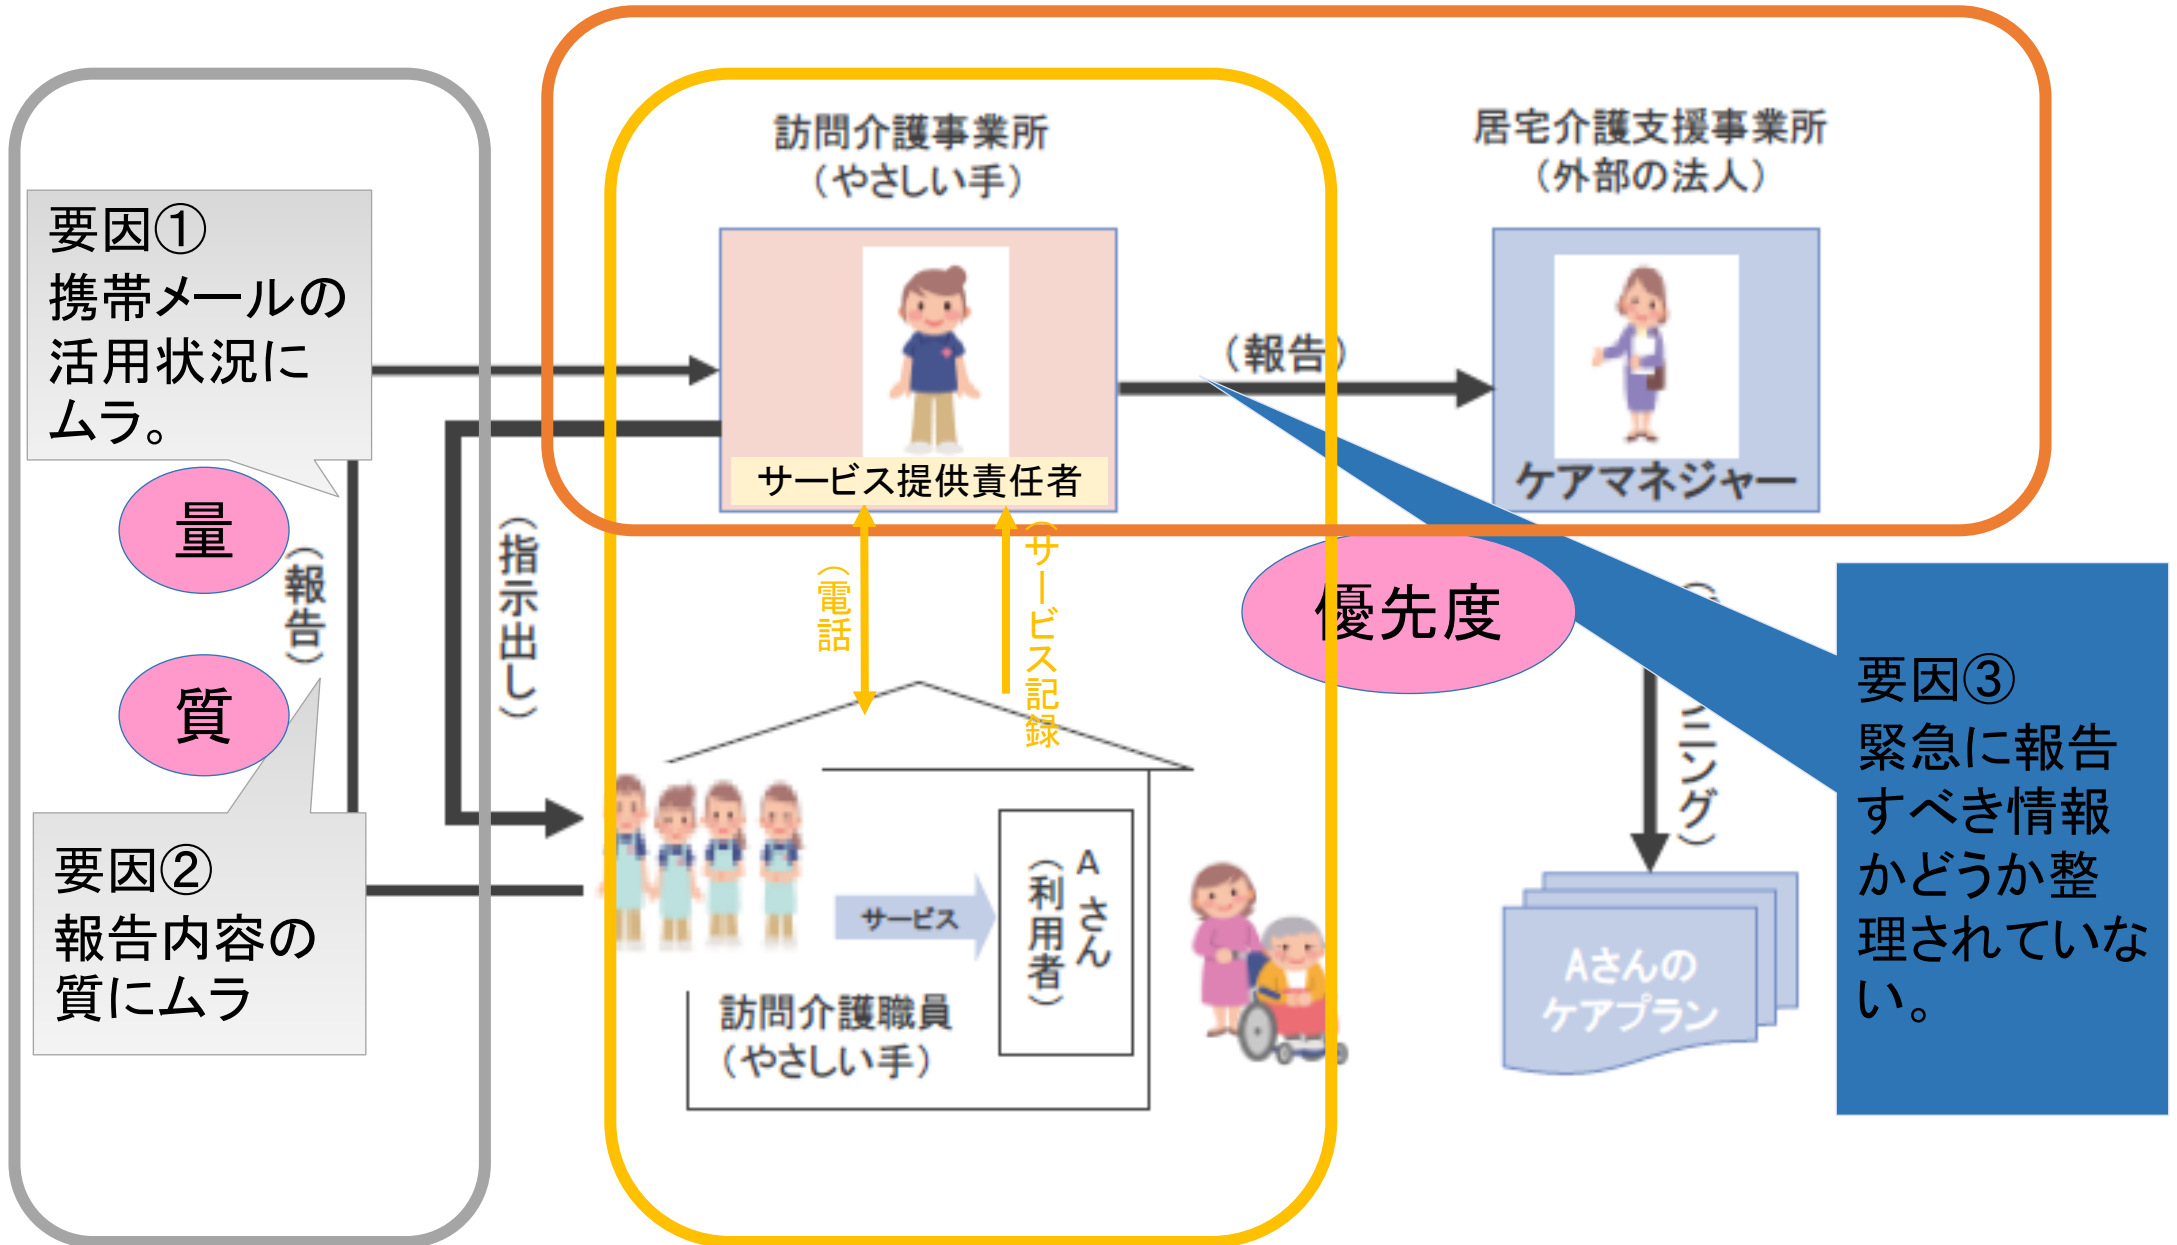 訪問介護事業所
（やさしい手）
居宅介護支援事業所
（外部の法人）
要因①
携帯メールの
活用状況に
ムラ。
量
質
（報告）
（指示出し）
要因②
報告内容の
質にムラ
サービス提供責任者
（報告）
ケアマネジャー
（電話）
（サービス記録
優先度
ニング）
要因③
緊急に報告
すべき情報
かどうか整
理されていな
い。
サービス
Aさん
（利用者）
訪問介護職員
（やさしい手）
Aさんの
ケアプラン